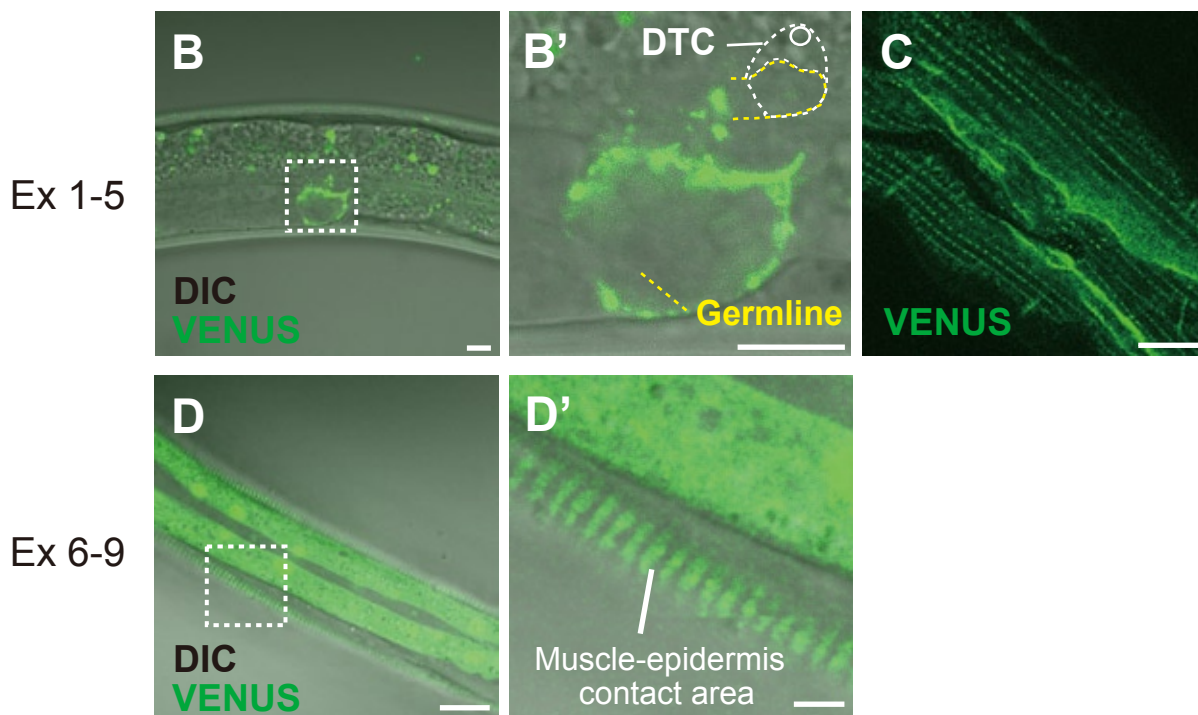 B
B’
DTC
C
Ex 1-5
DIC
VENUS
Germline
VENUS
D
D’
Ex 6-9
DIC
VENUS
Muscle-epidermis
contact area